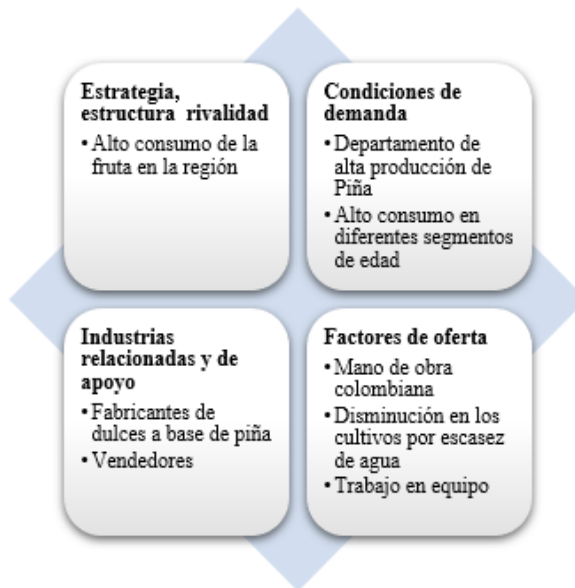 Estrategia,
estructura rivalidad
• Alto consumo de la
fruta en la región
Condiciones de
demanda
• Departamento de
alta producción de
Piña
• Alto consumo en
diferentes segmentos
de edad
Industrias
relacionadas y de
apoyo
• Fabricantes de
dulces a base de piña
• Vendedores
Factores de oferta
• Mano de obra
colombiana
• Disminución en los
cultivos por escasez
de agua
• Trabajo en equipo